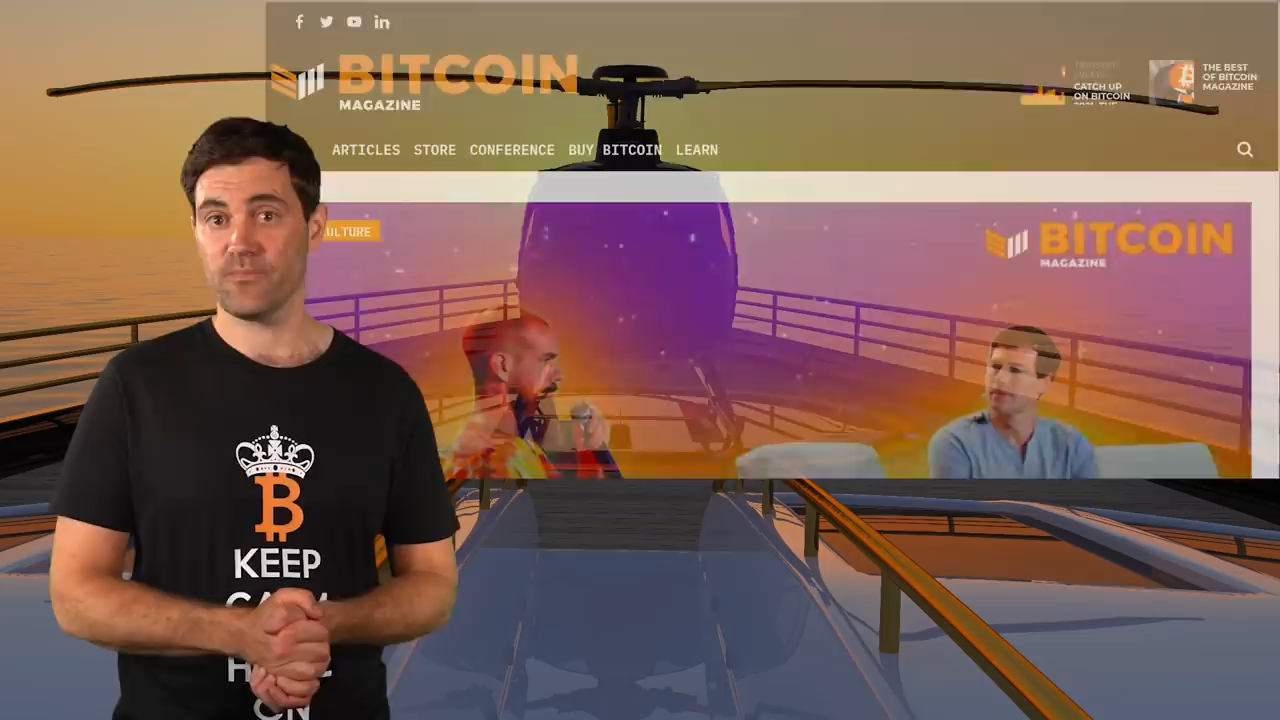 BITCOIN
MAGAZINE
CATCH UP
ON BITCOIN
THE BEST
OF BITCOIN
MAGAZINE
ARTICLES STORE CONFERENCE BUY BITCOIN LEARN
ULTURE
BITCOIN
MAGAZINE
KEEP
ON